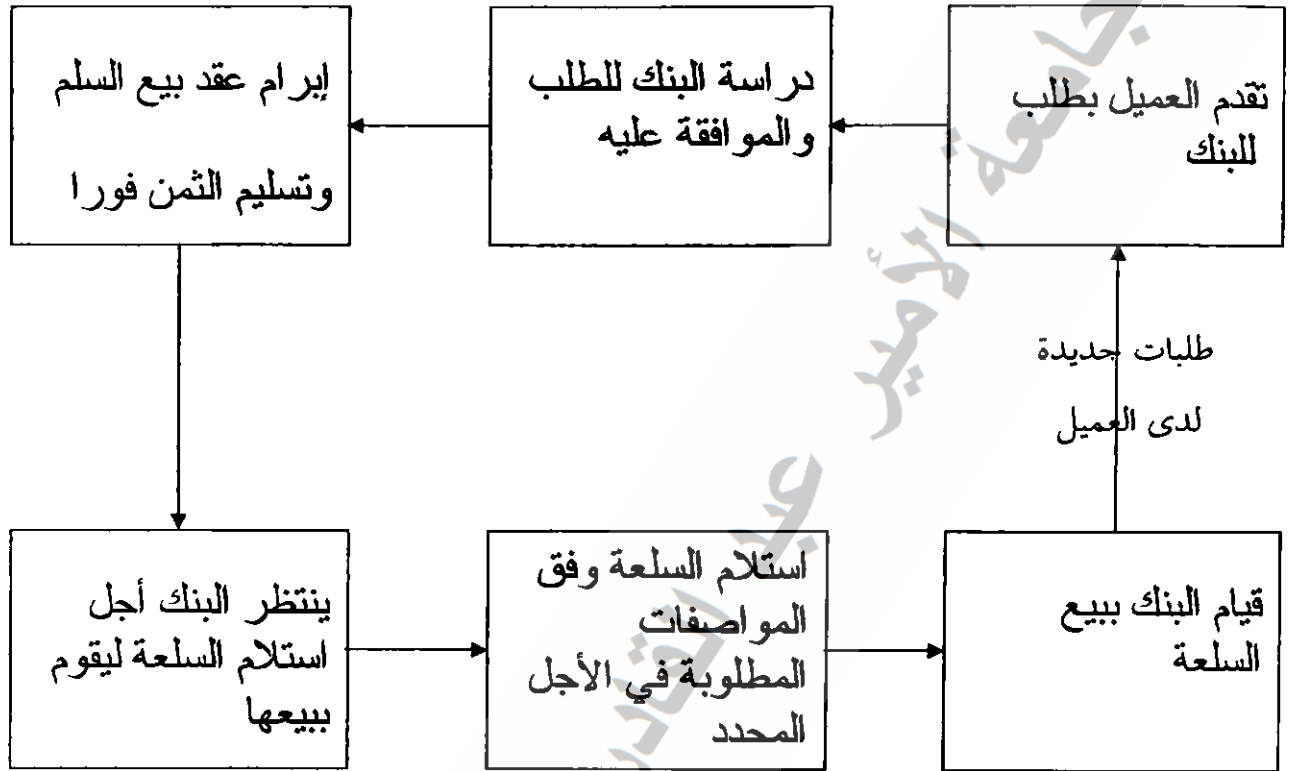 تقدم العميل بطلب
للبنك
دراسة البنك للطلب
والموافقة عليه
إبرام عقد بيع السلم
وتسليم الثمن فورا
ينتظر البنك أجل
استلام السلعة ليقوم
ببيعها
استلام السلعة وفق
المواصفات
المطلوبة في الأجل
المحدد
قيام البنك ببيع
السلعة
طلبات جديدة
لدى العميل
جامعة الأمير عبد القادر